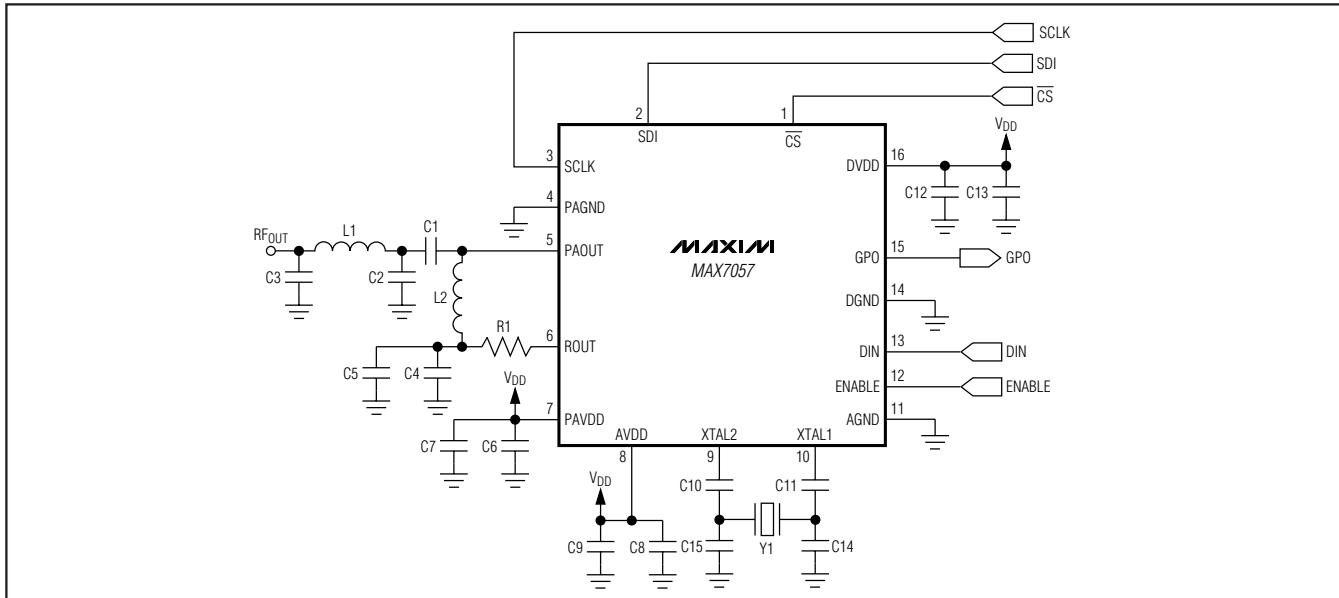 SCLK
SDI
CS
2
1
SDI
CS
VDD
3
SCLK
DVDD
16
4
PAGND
C12
C13
RFOUT
L1
C1
5
PAOUT
MAXIM
MAX7057
GPO
15
GPO
C3
C2
L2
DGND
14
R1
6
ROUT
DIN
13
DIN
C5
C4
VDD
ENABLE
12
ENABLE
7
PAVDD
AGND
11
C7
C6
AVDD
XTAL2
XTAL1
8
9
10
VDD
C10
C11
C9
C8
C15
Y1
C14